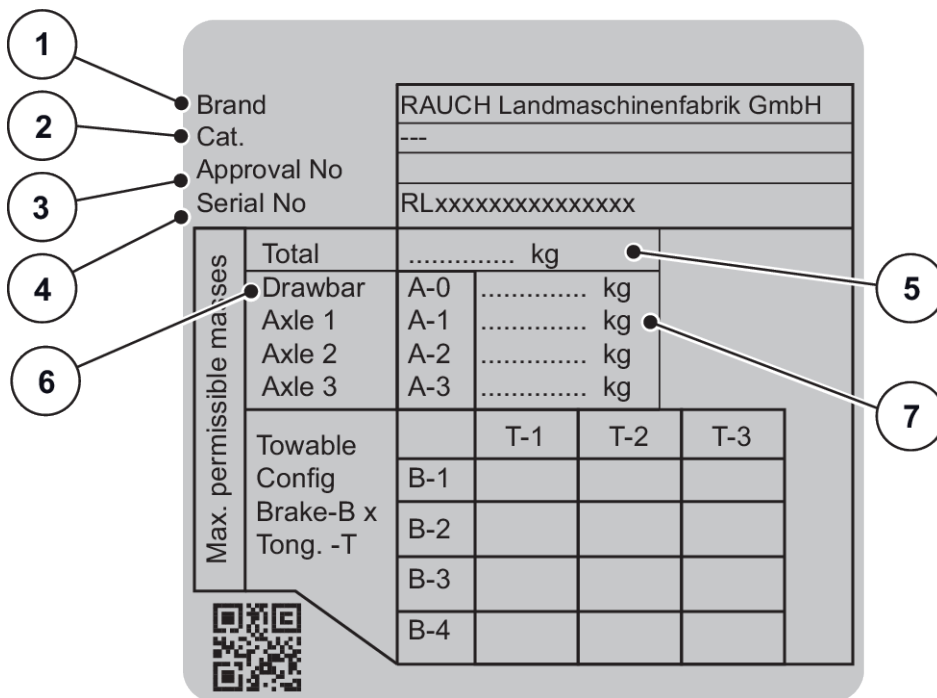 1
Brand RAUCH Landmaschinenfabrik GmbH
2
Cat. ---
Approval No
3
Serial No RLxxxxxxxxxxxxxxx
4
Max. permissible masses
Total .............. kg
5
Drawbar A-0 .............. kg
Axle 1 A-1 .............. kg
Axle 2 A-2 .............. kg
6
Axle 3 A-3 .............. kg
7
Towable
Config
Brake-B x
Tong. -T
T-1 T-2 T-3
B-1
B-2
B-3
B-4